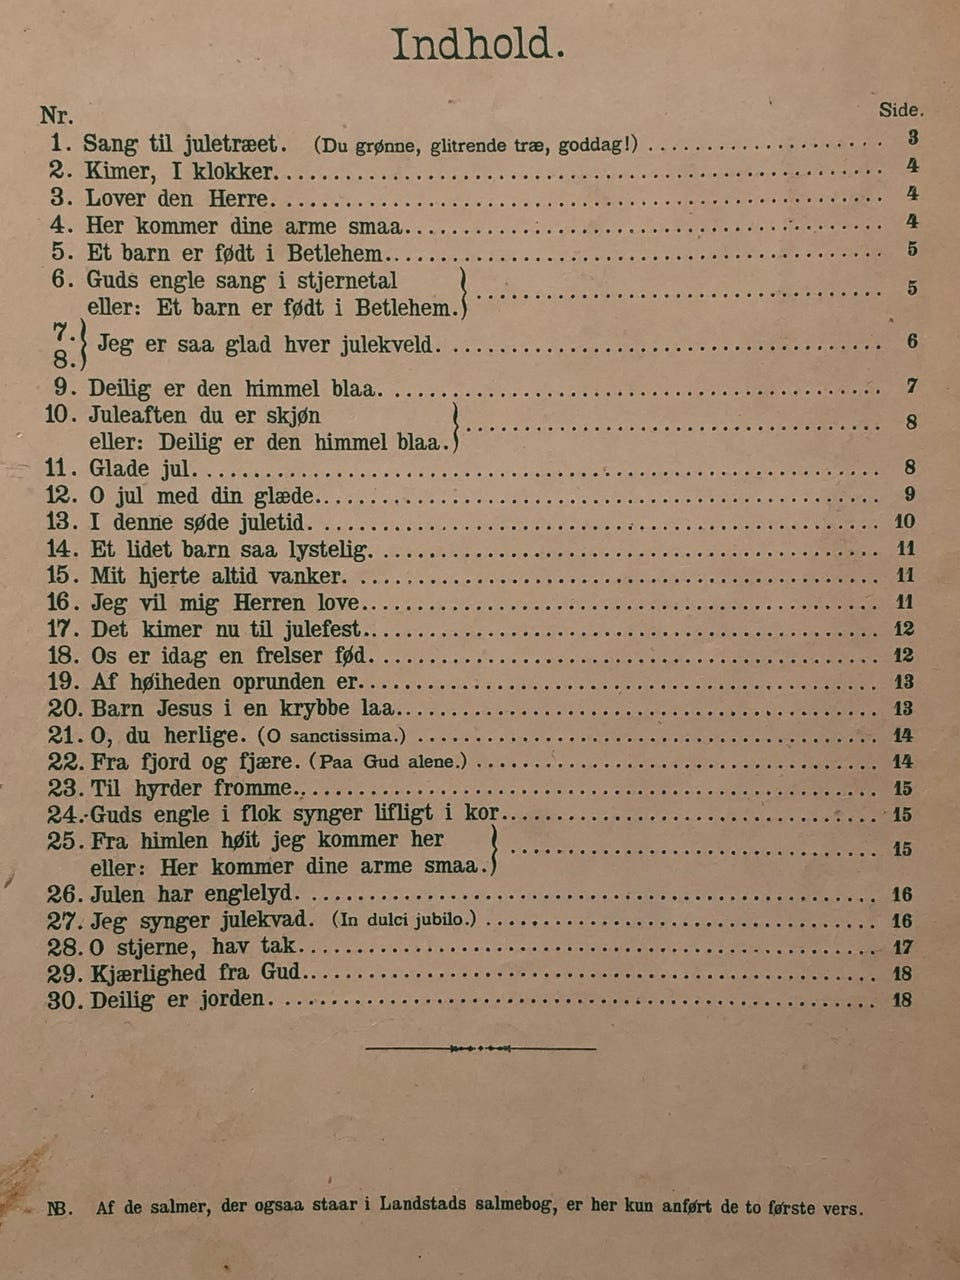 Indhold.
Nr. Side.
1. Sang til juletræet. (Du grønne, glitrende træ, goddag!) . . . . . . . . . . . . . . . . . . . 3
2. Kimer, I klokker. . . . . . . . . . . . . . . . . . . . . . . . . . . . . . . . . . . . . . . . . . . . 4
3. Lover den Herre. . . . . . . . . . . . . . . . . . . . . . . . . . . . . . . . . . . . . . . . . . . . 4
4. Her kommer dine arme smaa. . . . . . . . . . . . . . . . . . . . . . . . . . . . . . . . . . . 4
5. Et barn er født i Betlehem. . . . . . . . . . . . . . . . . . . . . . . . . . . . . . . . . . . . 5
6. Guds engle sang i stjernetal
eller: Et barn er født i Betlehem.} . . . . . . . . . . . . . . . . . . . . . . . . . . . . . . 5
7.
8.} Jeg er saa glad hver julekveld. . . . . . . . . . . . . . . . . . . . . . . . . . . . . . . . 6
9. Deilig er den himmel blaa. . . . . . . . . . . . . . . . . . . . . . . . . . . . . . . . . . . . 7
10. Juleaften du er skjøn
eller: Deilig er den himmel blaa.} . . . . . . . . . . . . . . . . . . . . . . . . . . . . . . 8
11. Glade jul. . . . . . . . . . . . . . . . . . . . . . . . . . . . . . . . . . . . . . . . . . . . . . . . . 8
12. O jul med din glæde. . . . . . . . . . . . . . . . . . . . . . . . . . . . . . . . . . . . . . . . 9
13. I denne søde juletid. . . . . . . . . . . . . . . . . . . . . . . . . . . . . . . . . . . . . . . . 10
14. Et lidet barn saa lystelig. . . . . . . . . . . . . . . . . . . . . . . . . . . . . . . . . . . . 11
15. Mit hjerte altid vanker. . . . . . . . . . . . . . . . . . . . . . . . . . . . . . . . . . . . . . 11
16. Jeg vil mig Herren love. . . . . . . . . . . . . . . . . . . . . . . . . . . . . . . . . . . . . 11
17. Det kimer nu til julefest. . . . . . . . . . . . . . . . . . . . . . . . . . . . . . . . . . . . . 12
18. Os er idag en frelser fød. . . . . . . . . . . . . . . . . . . . . . . . . . . . . . . . . . . . 12
19. Af høiheden oprunden er. . . . . . . . . . . . . . . . . . . . . . . . . . . . . . . . . . . . . 13
20. Barn Jesus i en krybbe laa. . . . . . . . . . . . . . . . . . . . . . . . . . . . . . . . . . . 13
21. O, du herlige. (O sanctissima.) . . . . . . . . . . . . . . . . . . . . . . . . . . . . . . . . 14
22. Fra fjord og fjære. (Paa Gud alene.) . . . . . . . . . . . . . . . . . . . . . . . . . . . . 14
23. Til hyrder fromme. . . . . . . . . . . . . . . . . . . . . . . . . . . . . . . . . . . . . . . . . 15
24. Guds engle i flok synger lifligt i kor. . . . . . . . . . . . . . . . . . . . . . . . . . . 15
25. Fra himlen høit jeg kommer her
eller: Her kommer dine arme smaa.} . . . . . . . . . . . . . . . . . . . . . . . . . . . . 15
26. Julen har englelyd. . . . . . . . . . . . . . . . . . . . . . . . . . . . . . . . . . . . . . . . . 16
27. Jeg synger julekvad. (In dulci jubilo.) . . . . . . . . . . . . . . . . . . . . . . . . . . . 16
28. O stjerne, hav tak. . . . . . . . . . . . . . . . . . . . . . . . . . . . . . . . . . . . . . . . . . 17
29. Kjærlighed fra Gud. . . . . . . . . . . . . . . . . . . . . . . . . . . . . . . . . . . . . . . . . 18
30. Deilig er jorden. . . . . . . . . . . . . . . . . . . . . . . . . . . . . . . . . . . . . . . . . . . 18
NB. Af de salmer, der ogsaa staar i Landstads salmebog, er her kun anført de to første vers.